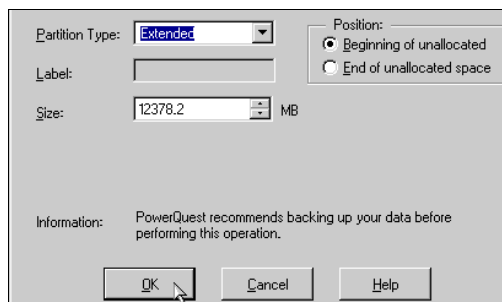 Partition Type: Extended
Position:
Beginning of unallocated
End of unallocated space
Label:
Size: 12378.2 MB
Information: PowerQuest recommends backing up your data before
performing this operation.
OK Cancel Help